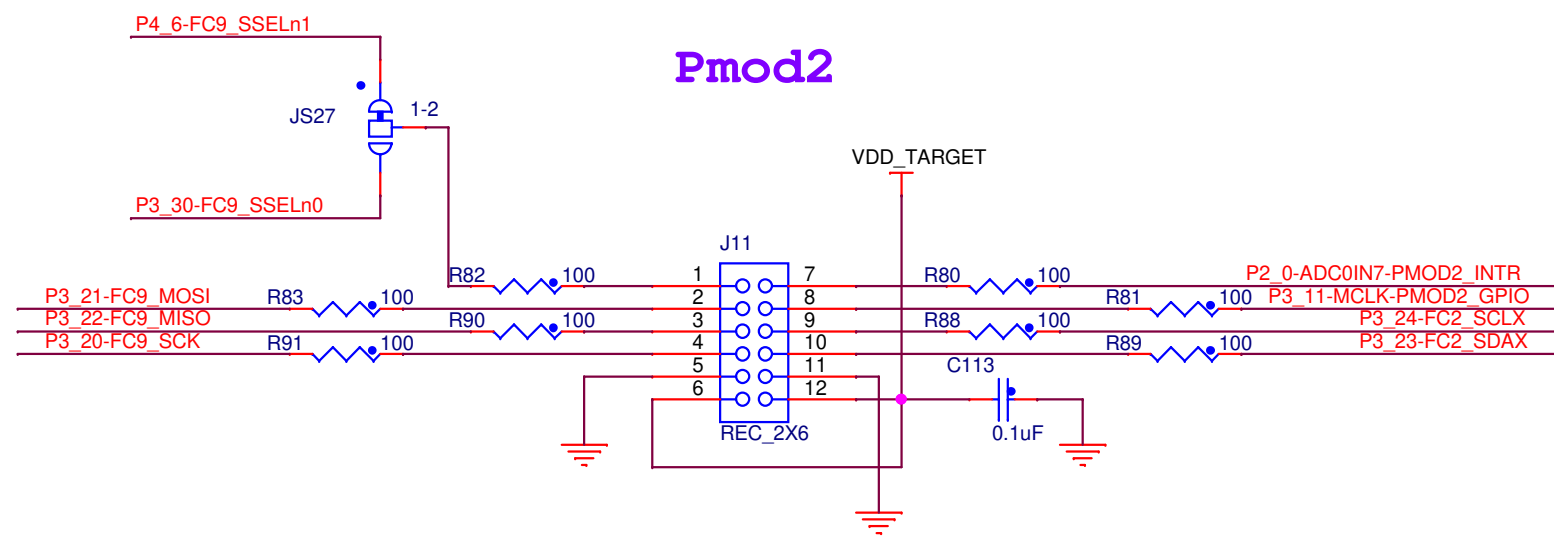 P4_6-FC9_SSELn1
Pmod2
JS27
1-2
VDD_TARGET
P3_30-FC9_SSELn0
J11
R82 100 1 7 R80 100 P2_0-ADC0IN7-PMOD2_INTR
P3_21-FC9_MOSI R83 100 2 8 R81 100 P3_11-MCLK-PMOD2_GPIO
P3_22-FC9_MISO R90 100 3 9 R88 100 P3_24-FC2_SCLX
P3_20-FC9_SCK R91 100 4 10 R89 100 P3_23-FC2_SDAX
5 11 C113
6 12
REC_2X6 0.1uF